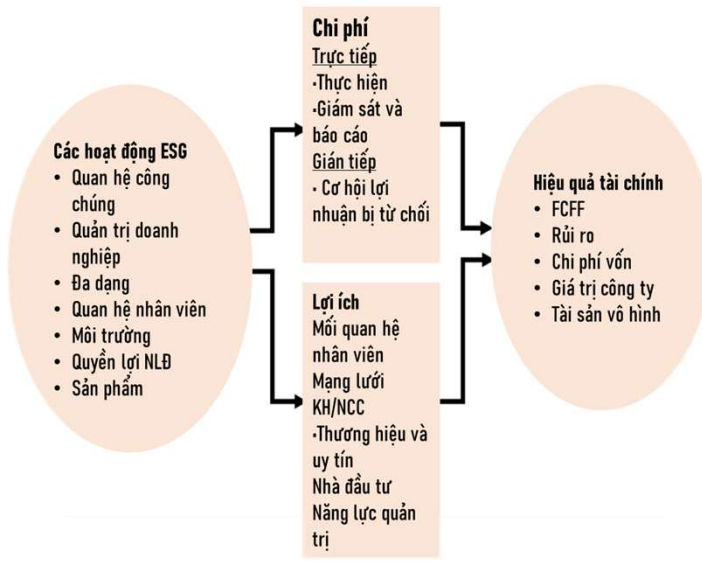 Các hoạt động ESG
• Quan hệ công
chúng
• Quản trị doanh
nghiệp
• Đa dạng
• Quan hệ nhân viên
• Môi trường
• Quyền lợi NLĐ
• Sản phẩm
Chi phí
Trực tiếp
•Thực hiện
•Giám sát và
báo cáo
Gián tiếp
• Cơ hội lợi
nhuận bị từ chối
Lợi ích
Mối quan hệ
nhân viên
Mạng lưới
KH/NCC
•Thương hiệu và
uy tín
Nhà đầu tư
Năng lực quản
trị
Hiệu quả tài chính
• FCFF
• Rủi ro
• Chi phí vốn
• Giá trị công ty
• Tài sản vô hình